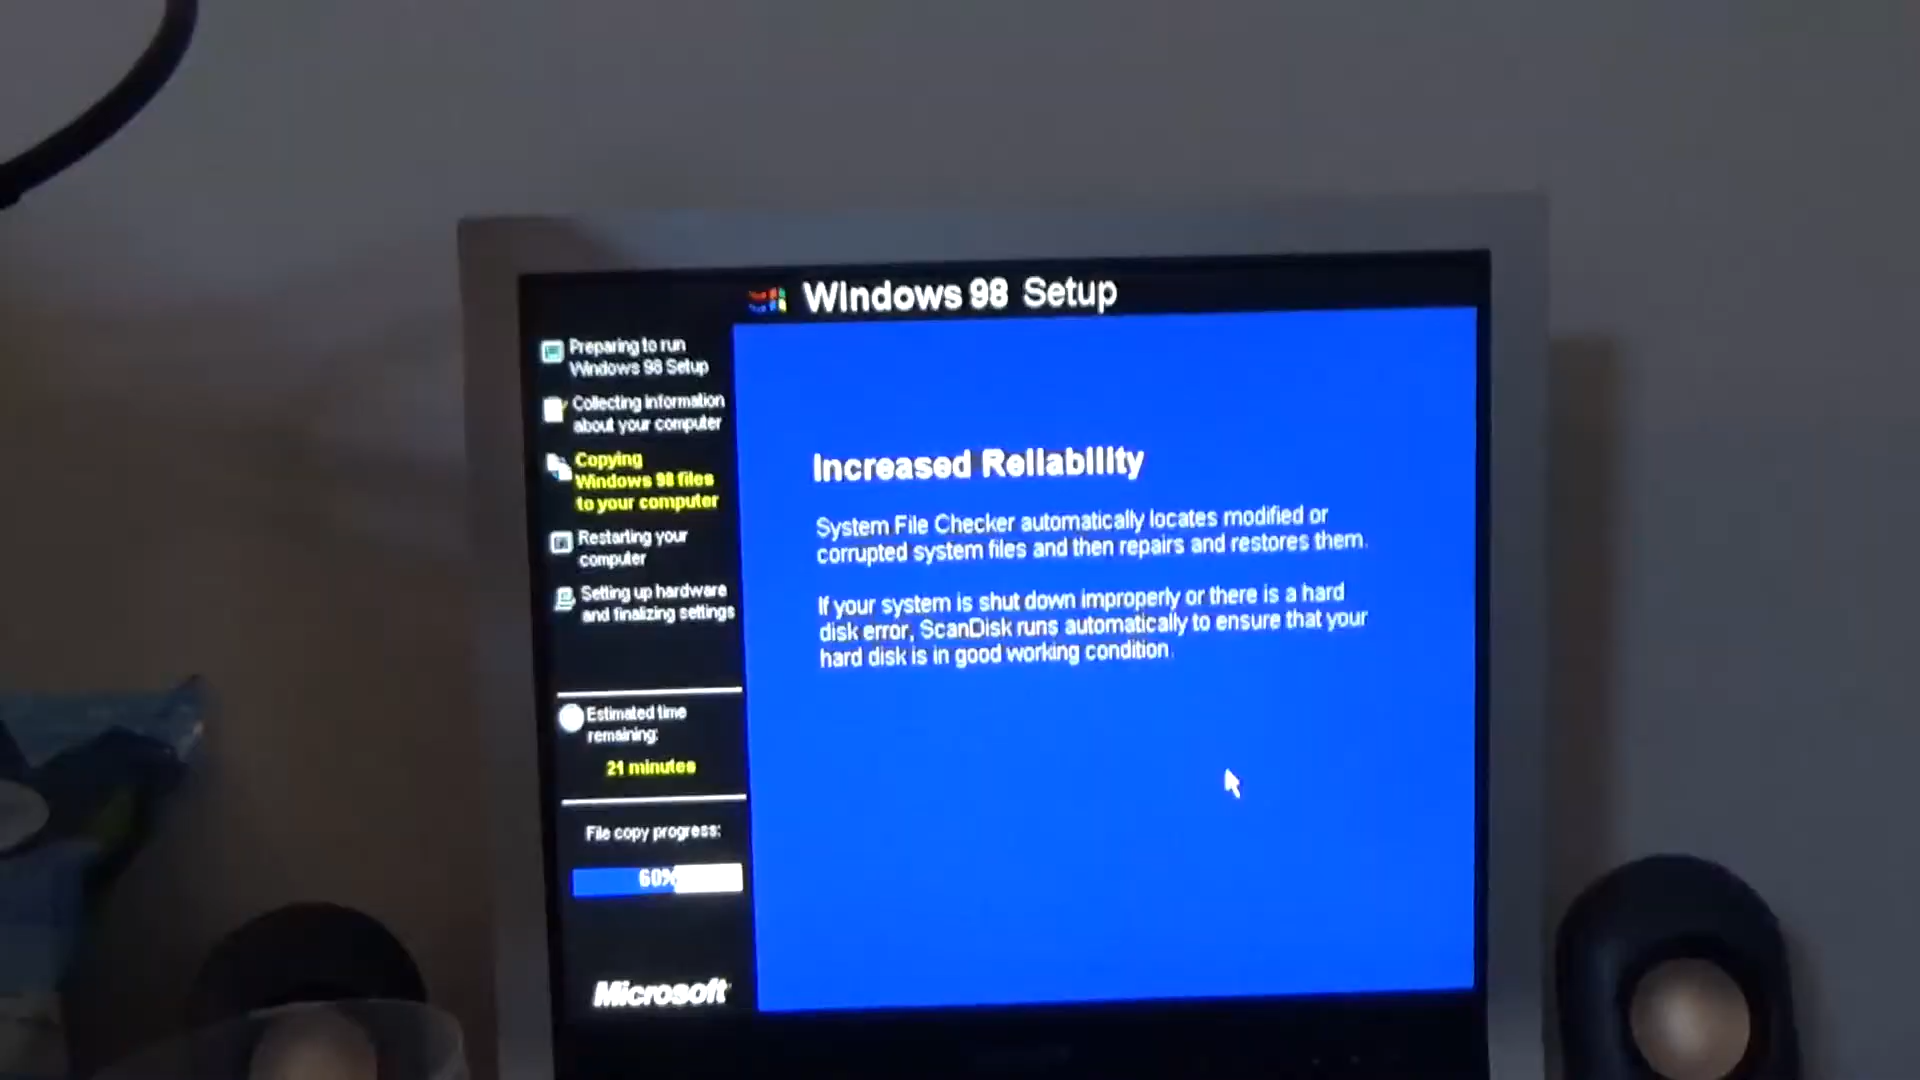 Windows 98 Setup
Preparing to run
Windows 98 Setup
Collecting information
about your computer
Copying
Windows 98 files
to your computer
Restarting your
computer
Setting up hardware
and finalizing settings
Estimated time
remaining:
21 minutes
File copy progress:
60%
Microsoft
Increased Reliability
System File Checker automatically locates modified or
corrupted system files and then repairs and restores them.
If your system is shut down improperly or there is a hard
disk error, ScanDisk runs automatically to ensure that your
hard disk is in good working condition.